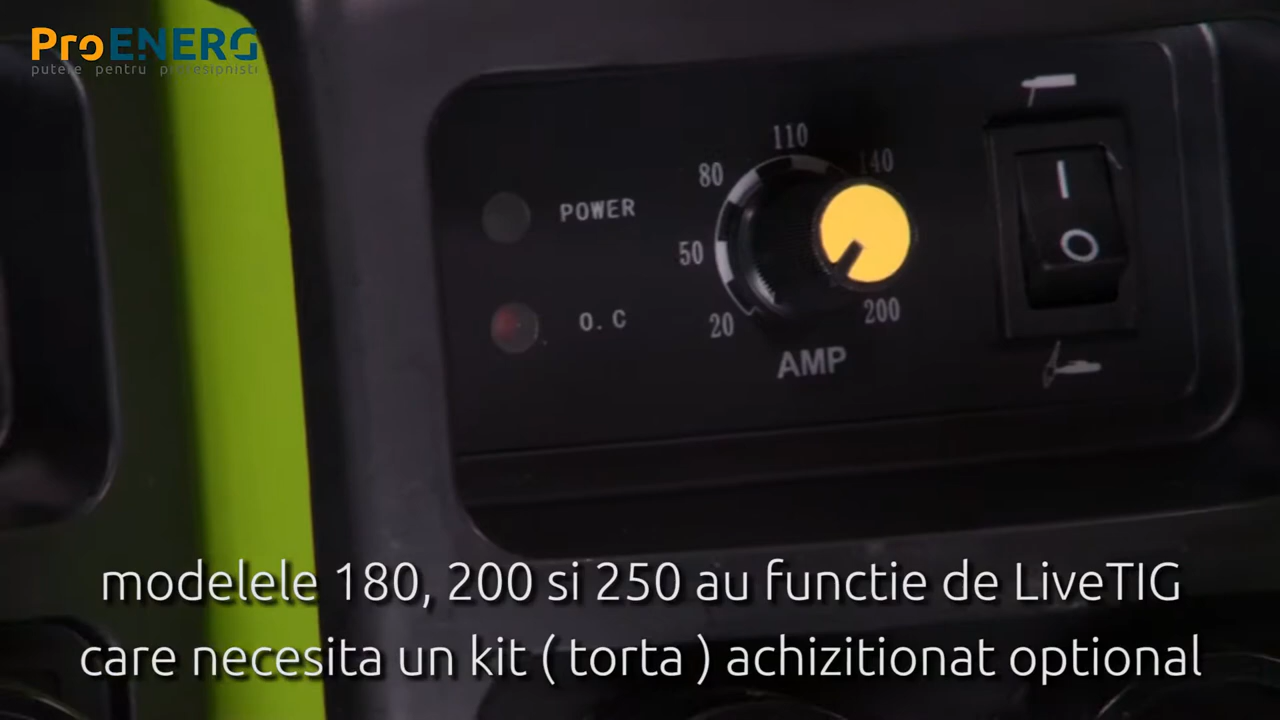 ProENERG
putere pentru profesioniști
110
80
140
POWER
50
O.C
20
200
AMP
modelele 180, 200 si 250 au functie de LiveTIG
care necesita un kit ( torta ) achizitionat optional